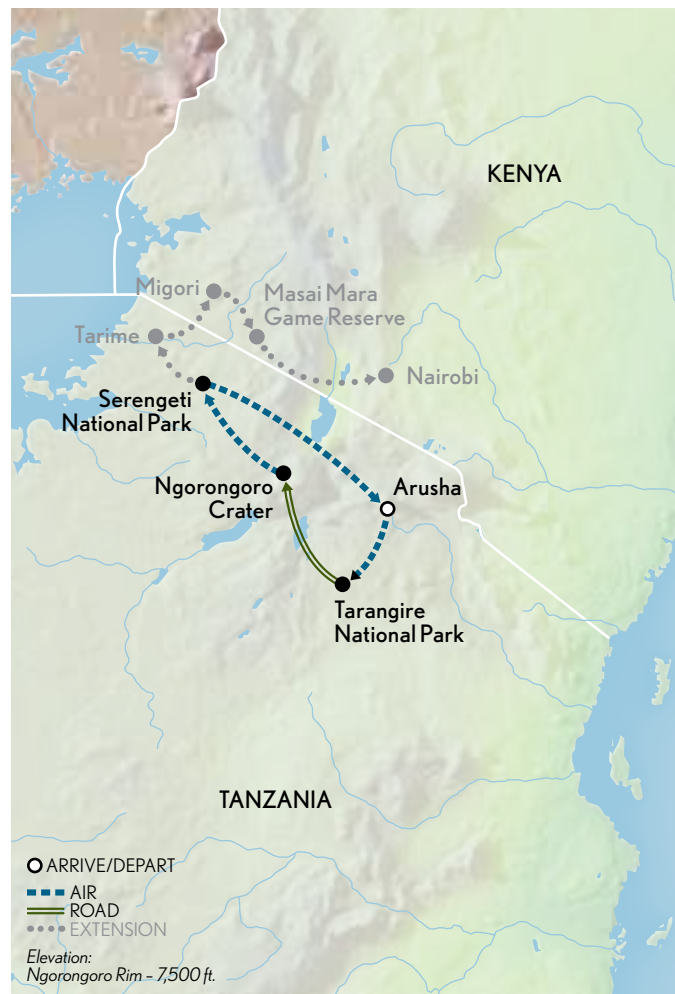 KENYA
Migori
Masai Mara
Game Reserve
Tarime
Nairobi
Serengeti
National Park
Ngorongoro
Crater
Arusha
Tarangire
National Park
TANZANIA
ARRIVE/DEPART
AIR
ROAD
EXTENSION
Elevation:
Ngorongoro Rim – 7,500 ft.